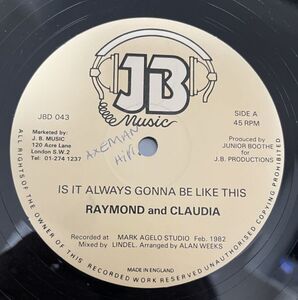 JB
Music
JBD 043
SIDE A
45 RPM
Marketed by:
J. B. MUSIC
120 Acre Lane
London S.W.2
Tel. 01-274 1237
AXEMAN
Produced by
JUNIOR BOOTHE for
J.B. PRODUCTIONS
IS IT ALWAYS GONNA BE LIKE THIS
RAYMOND and CLAUDIA
Recorded at MARK AGELO STUDIO Feb. 1982
Mixed by LINDEL. Arranged by ALAN WEEKS
MADE IN ENGLAND
ALL RIGHTS OF THE OWNER OF THIS RECORDED WORK RESERVED UNAUTHORISED COPYING PROHIBITED